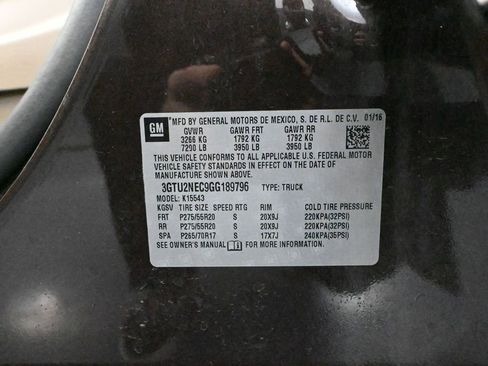 GM
MFD BY GENERAL MOTORS DE MEXICO, S. DE R.L. DE C.V. 01/16
GVWR GAWR FRT GAWR RR
3266 KG 1792 KG 1792 KG
7200 LB 3950 LB 3950 LB
THIS VEHICLE CONFORMS TO ALL APPLICABLE U.S. FEDERAL MOTOR
VEHICLE SAFETY STANDARDS IN EFFECT ON THE DATE OF
MANUFACTURE SHOWN ABOVE.
3GTU2NEC9GG189796 TYPE: TRUCK
MODEL: K15543
KGSV TIRE SIZE SPEED RTG RIM COLD TIRE PRESSURE
FRT P275/55R20 S 20X9J 220KPA(32PSI)
RR P275/55R20 S 20X9J 220KPA(32PSI)
SPA P265/70R17 S 17X7J 240KPA(35PSI)
SEE OWNER'S MANUAL FOR MORE INFORMATION.